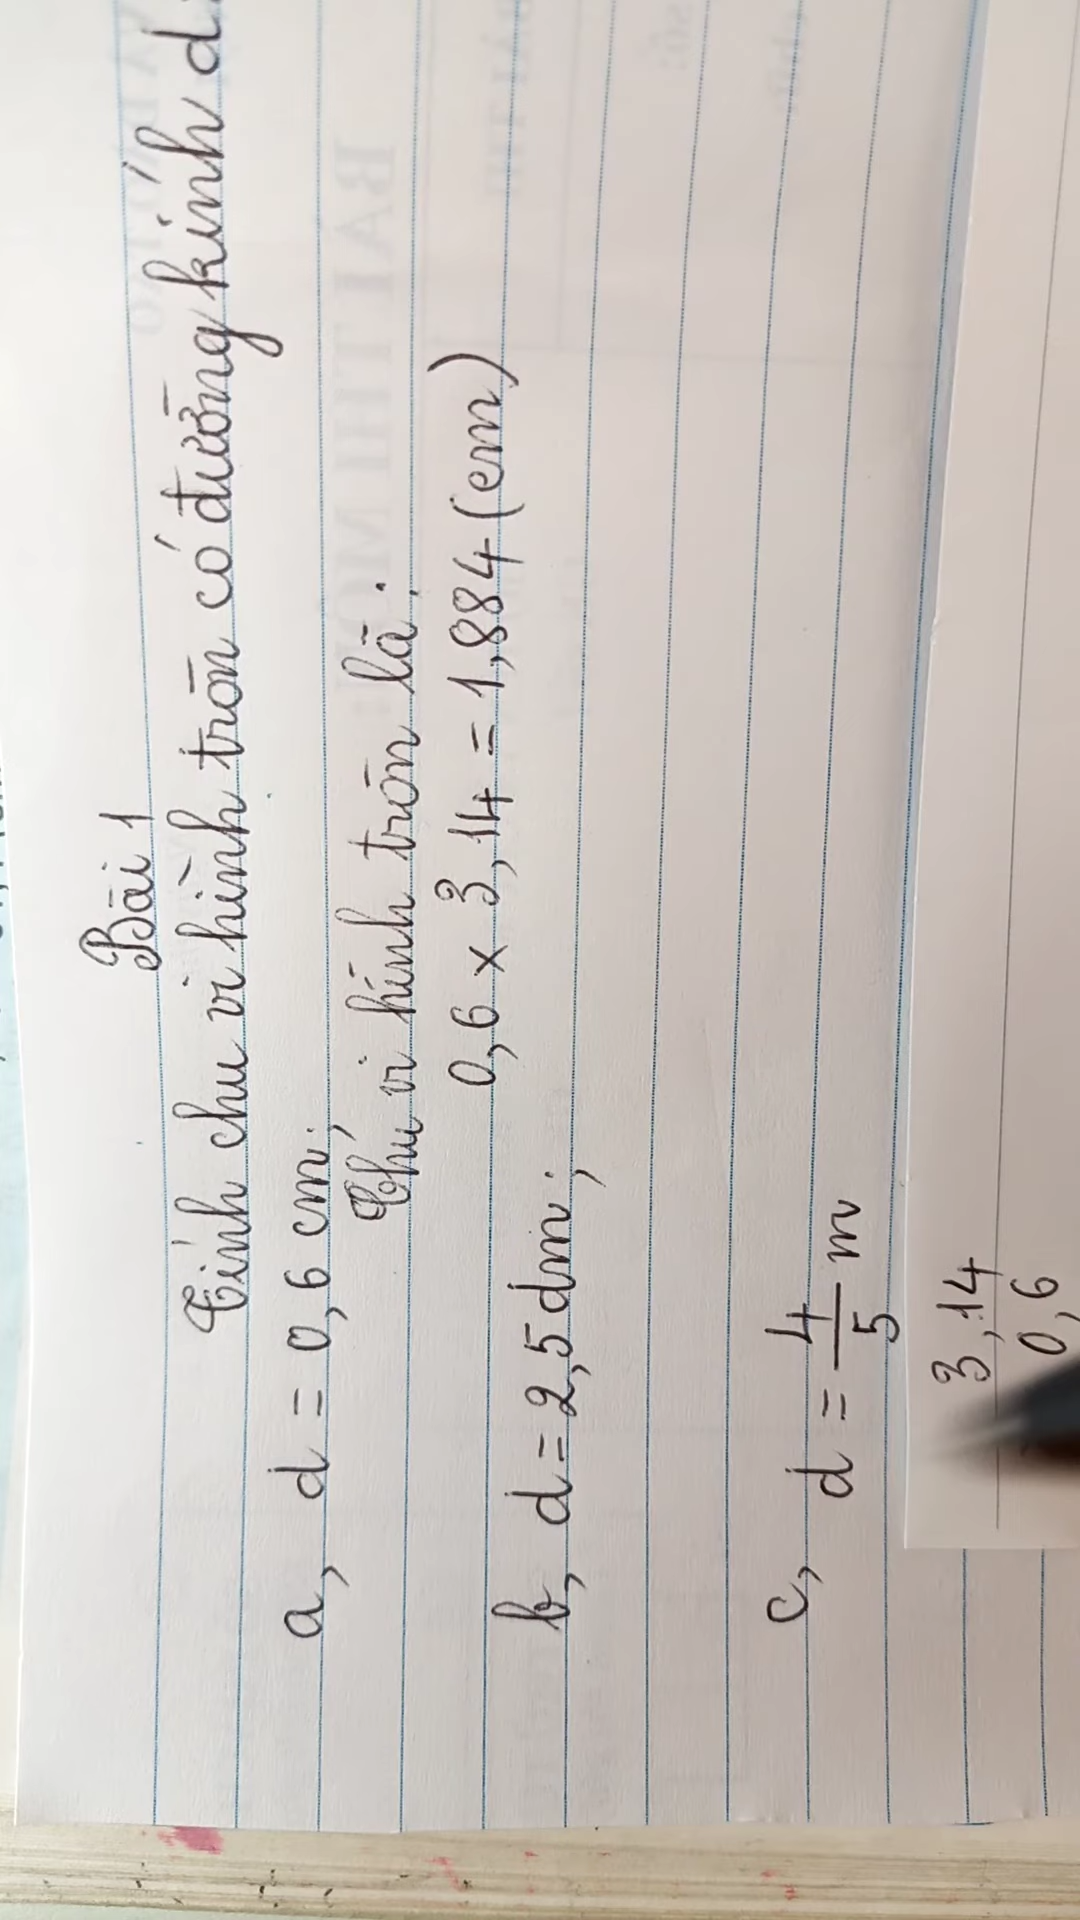 Bài 1
Tính chu vi hình tròn có đường kính d:
a, d = 0,6 cm;
Chu vi hình tròn là:
0,6 x 3,14 = 1,884 (cm)
b, d = 2,5 dm;
c, d = 4/5 m
3,14
0,6